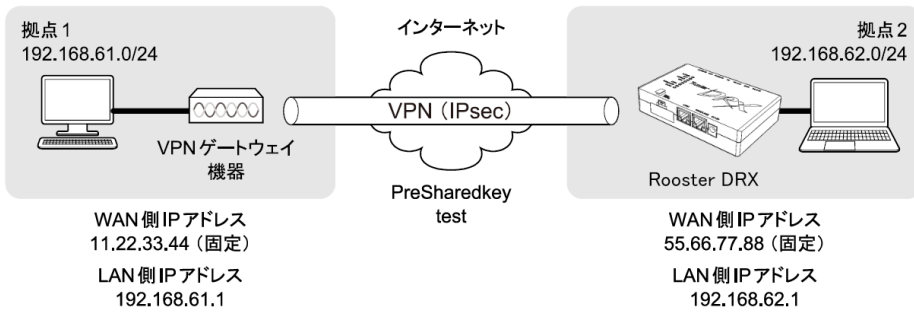 拠点1
192.168.61.0/24
VPNゲートウェイ
機器
WAN側IPアドレス
11.22.33.44（固定）
LAN側IPアドレス
192.168.61.1
インターネット
VPN（IPsec）
PreSharedkey
test
拠点2
192.168.62.0/24
DRX
Rooster DRX
WAN側IPアドレス
55.66.77.88（固定）
LAN側IPアドレス
192.168.62.1